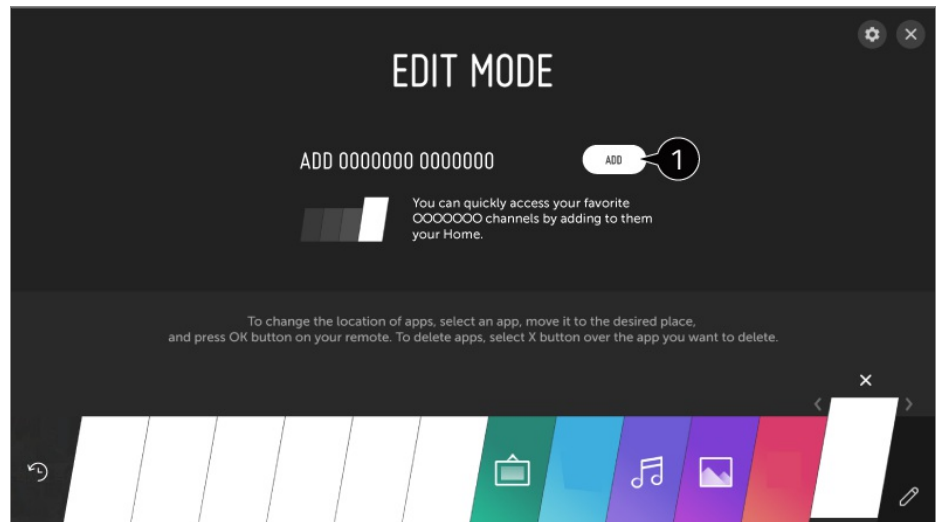 EDIT MODE
ADD OOOOOOO OOOOOOO
ADD
1
You can quickly access your favorite
OOOOOOO channels by adding to them
your Home.
To change the location of apps, select an app, move it to the desired place,
and press OK button on your remote. To delete apps, select X button over the app you want to delete.